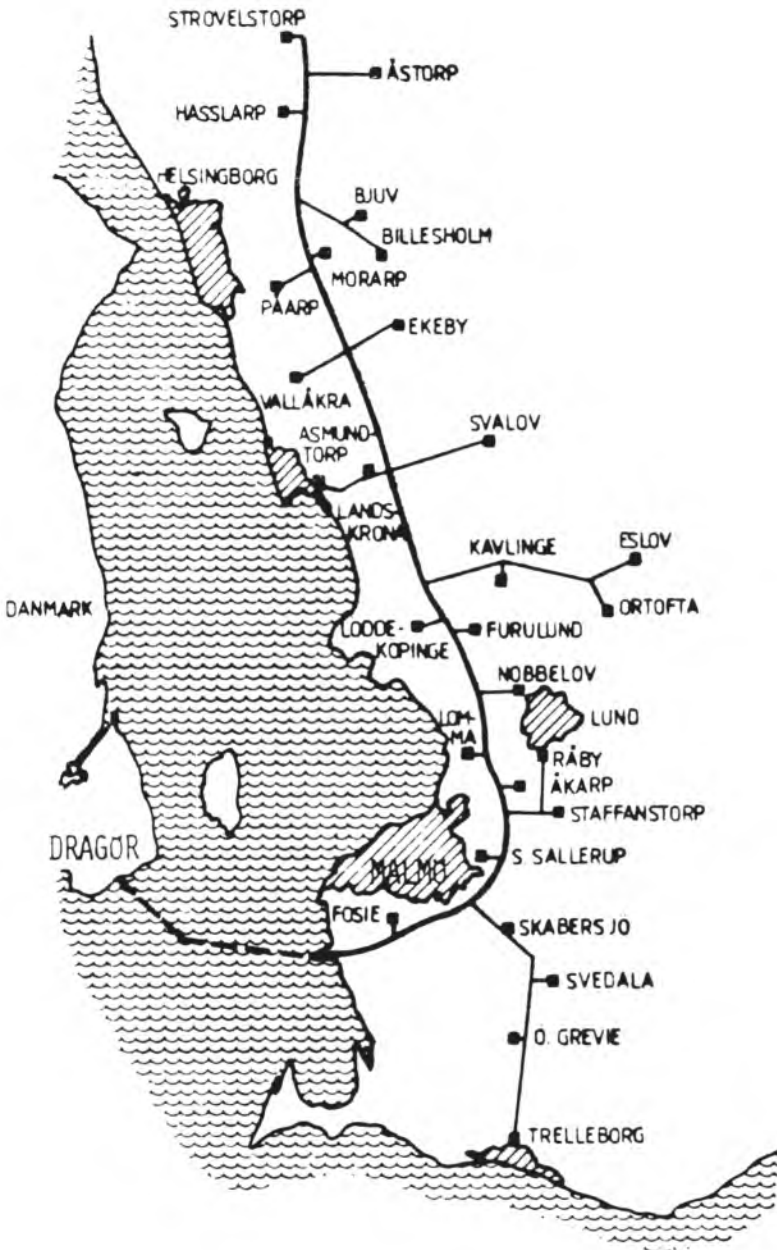 STROVELSTORP
ÅSTORP
HASSLARP
HELSINGBORG
BJUV
BILLESHOLM
MORARP
PAARP
EKEBY
VALLÅKRA
SVALOV
ASMUND-
TORP
LANDS-
KRONA
KAVLINGE
ESLOV
DANMARK
ORTOFTA
LODDE-
KOPINGE
FURULUND
NOBBELOV
LOM-
MA
LUND
RÅBY
ÅKARP
STAFFANSTORP
DRAGÖR
MALMO
S. SALLERUP
FOSIE
SKABERSJO
SVEDALA
O. GREVIE
TRELLEBORG